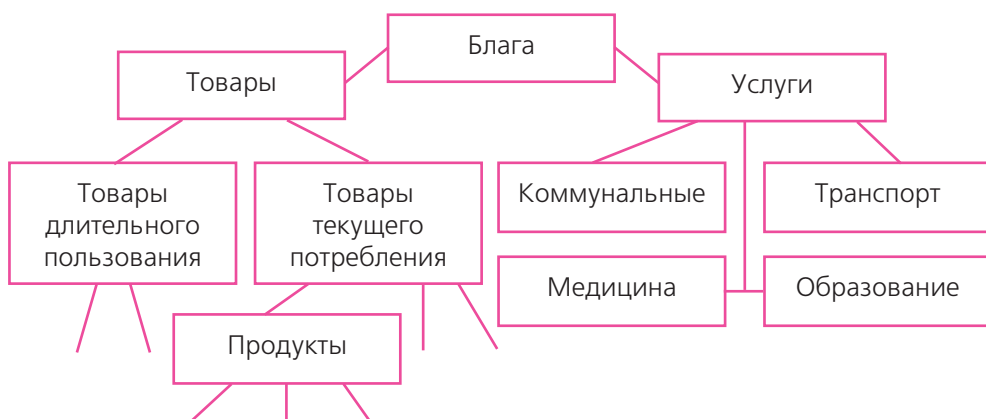 Блага
Товары
Услуги
Товары
длительного
пользования
Товары
текущего
потребления
Коммунальные
Транспорт
Медицина
Образование
Продукты